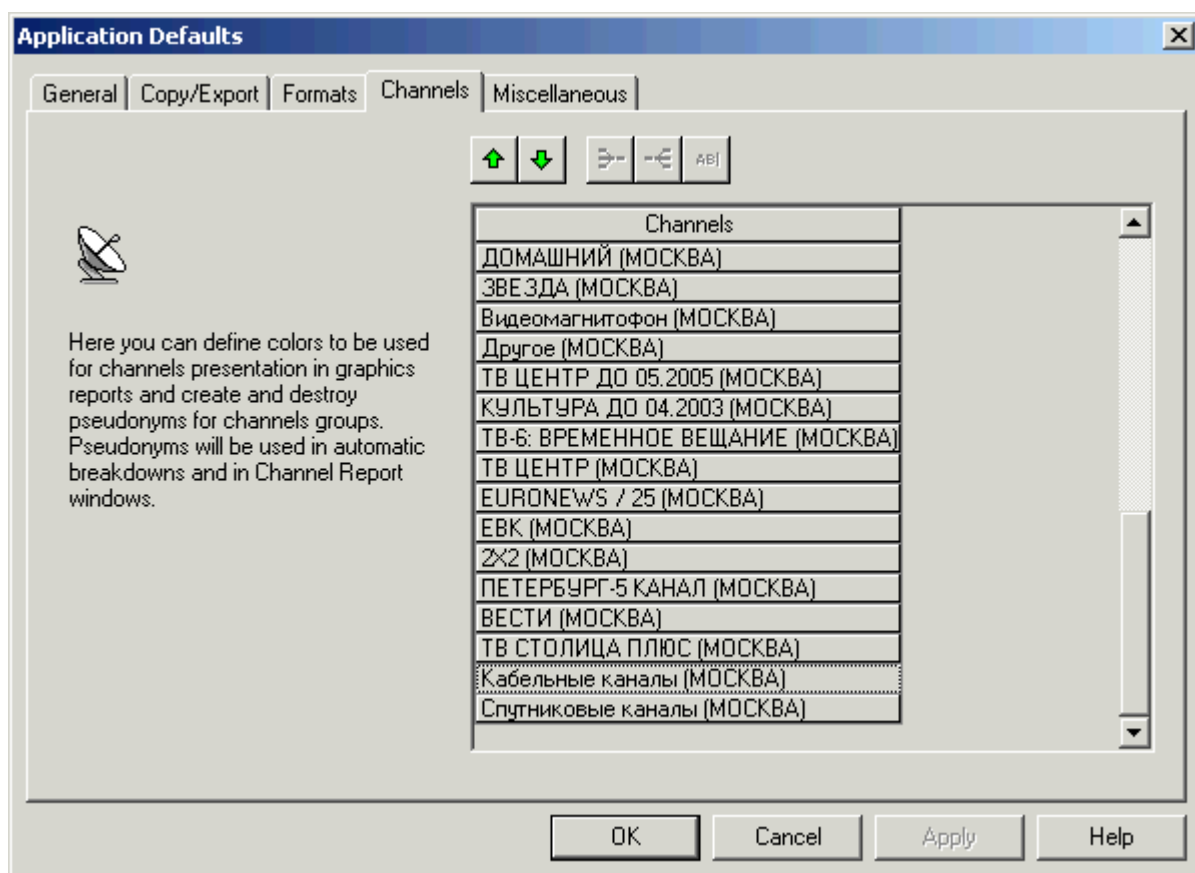 Application Defaults
General Copy/Export Formats Channels Miscellaneous
AB
Channels
ДОМАШНИЙ (МОСКВА)
ЗВЕЗДА (МОСКВА)
Видеомагнитофон (МОСКВА)
Другое (МОСКВА)
ТВ ЦЕНТР ДО 05.2005 (МОСКВА)
КУЛЬТУРА ДО 04.2003 (МОСКВА)
ТВ-6: ВРЕМЕННОЕ ВЕЩАНИЕ (МОСКВА)
ТВ ЦЕНТР (МОСКВА)
EURONEWS / 25 (МОСКВА)
ЕВК (МОСКВА)
2X2 (МОСКВА)
ПЕТЕРБУРГ-5 КАНАЛ (МОСКВА)
ВЕСТИ (МОСКВА)
ТВ СТОЛИЦА ПЛЮС (МОСКВА)
Кабельные каналы (МОСКВА)
Спутниковые каналы (МОСКВА)
Here you can define colors to be used
for channels presentation in graphics
reports and create and destroy
pseudonyms for channels groups.
Pseudonyms will be used in automatic
breakdowns and in Channel Report
windows.
OK Cancel Apply Help